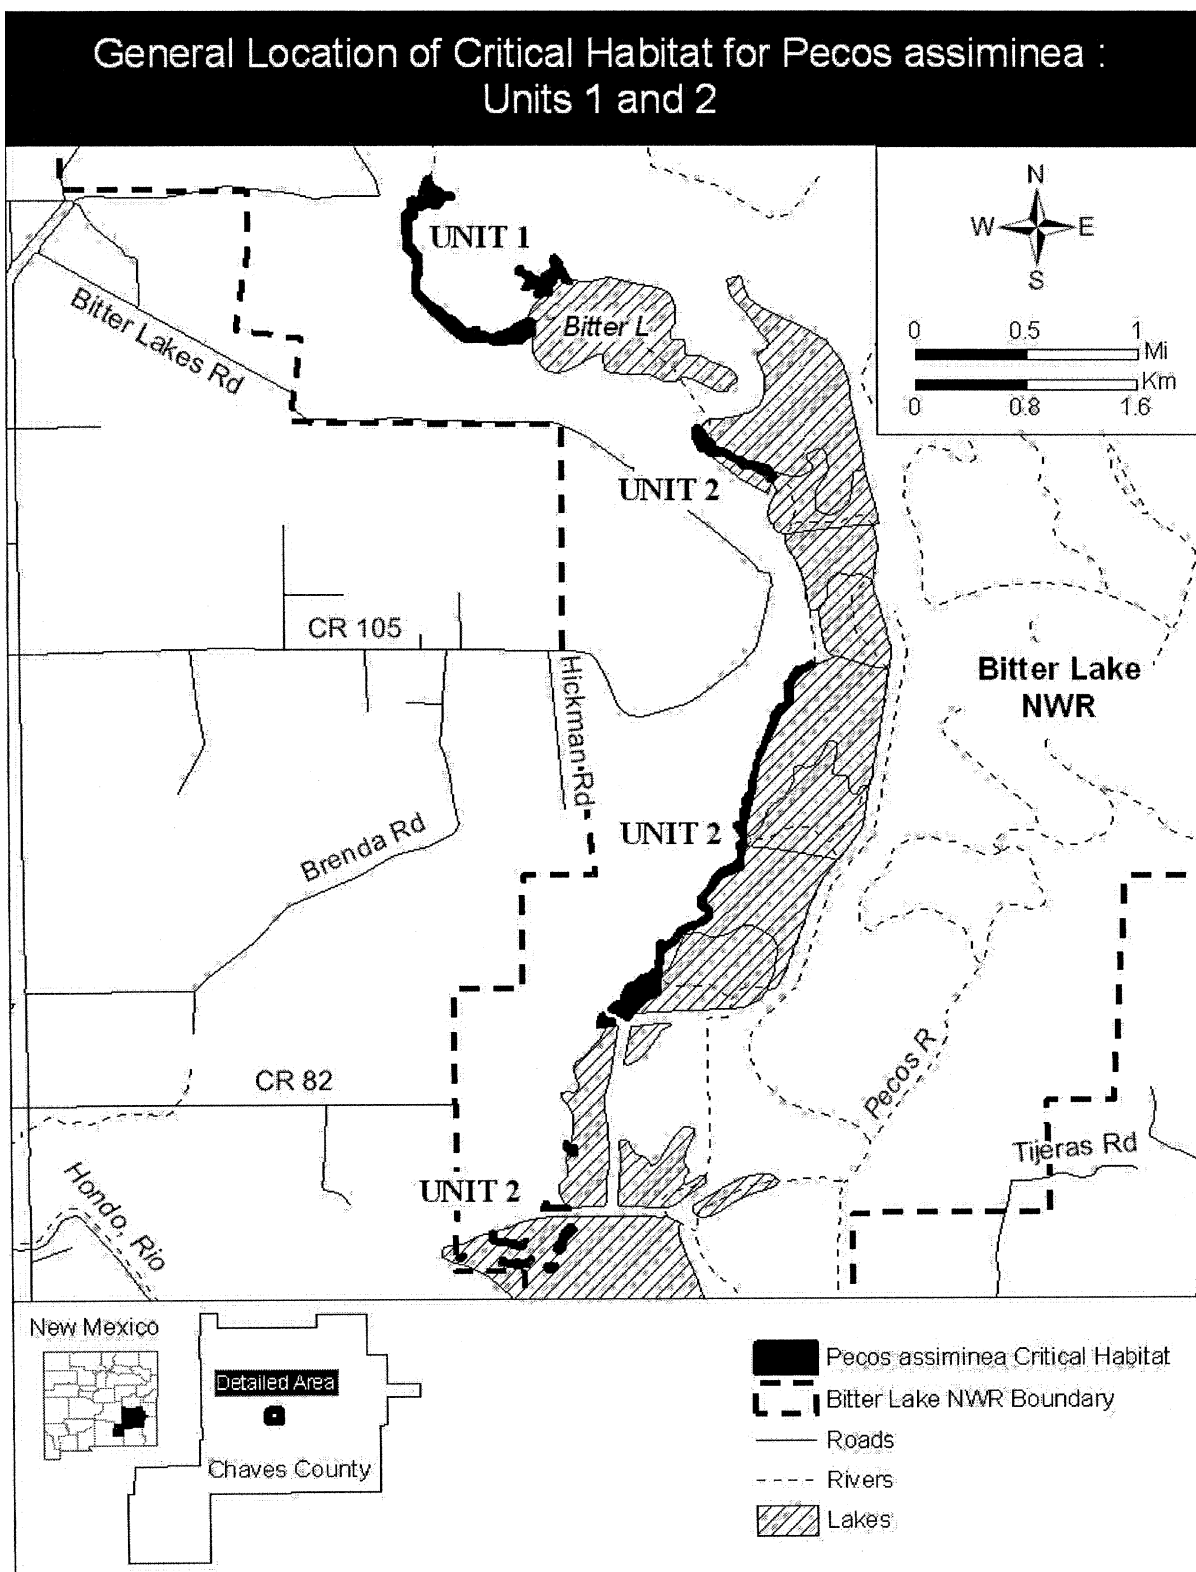 General Location of Critical Habitat for Pecos assiminea :
Units 1 and 2
N
W E
S
0 0.5 1
Mi
Km
0 0.8 1.6
UNIT 1
Bitter L
Bitter Lakes Rd
UNIT 2
CR 105
Hickman Rd
Bitter Lake
NWR
UNIT 2
Brenda Rd
Pecos R
CR 82
Tijeras Rd
UNIT 2
Hondo, Rio
New Mexico
Detailed Area
Chaves County
Pecos assiminea Critical Habitat
Bitter Lake NWR Boundary
Roads
Rivers
Lakes